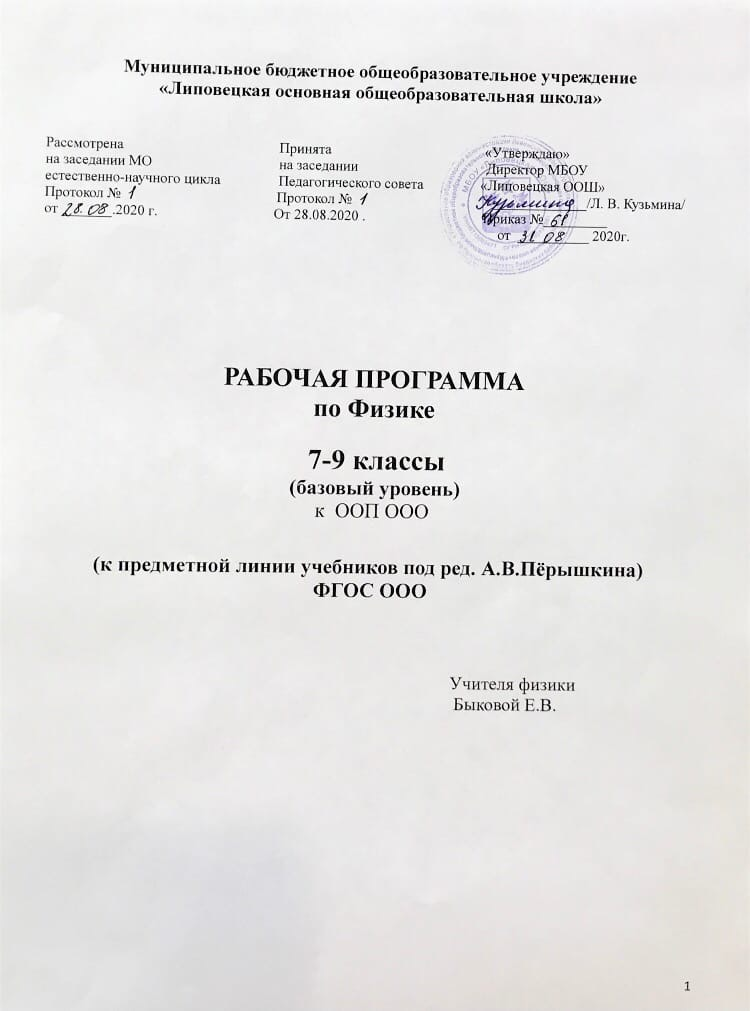 Муниципальное бюджетное общеобразовательное учреждение
«Липовецкая основная общеобразовательная школа»
Рассмотрена
на заседании МО
естественно-научного цикла
Протокол № 1
от 28.08.2020 г.
Принята
на заседании
Педагогического совета
Протокол № 1
От 28.08.2020 .
«Утверждаю»
Директор МБОУ
«Липовецкая ООШ»
Кузьмина /Л. В. Кузьмина/
Приказ № 61
от 31 08 2020г.
РАБОЧАЯ ПРОГРАММА
по Физике
7-9 классы
(базовый уровень)
к ООП ООО
(к предметной линии учебников под ред. А.В.Пёрышкина)
ФГОС ООО
Учителя физики
Быковой Е.В.
1